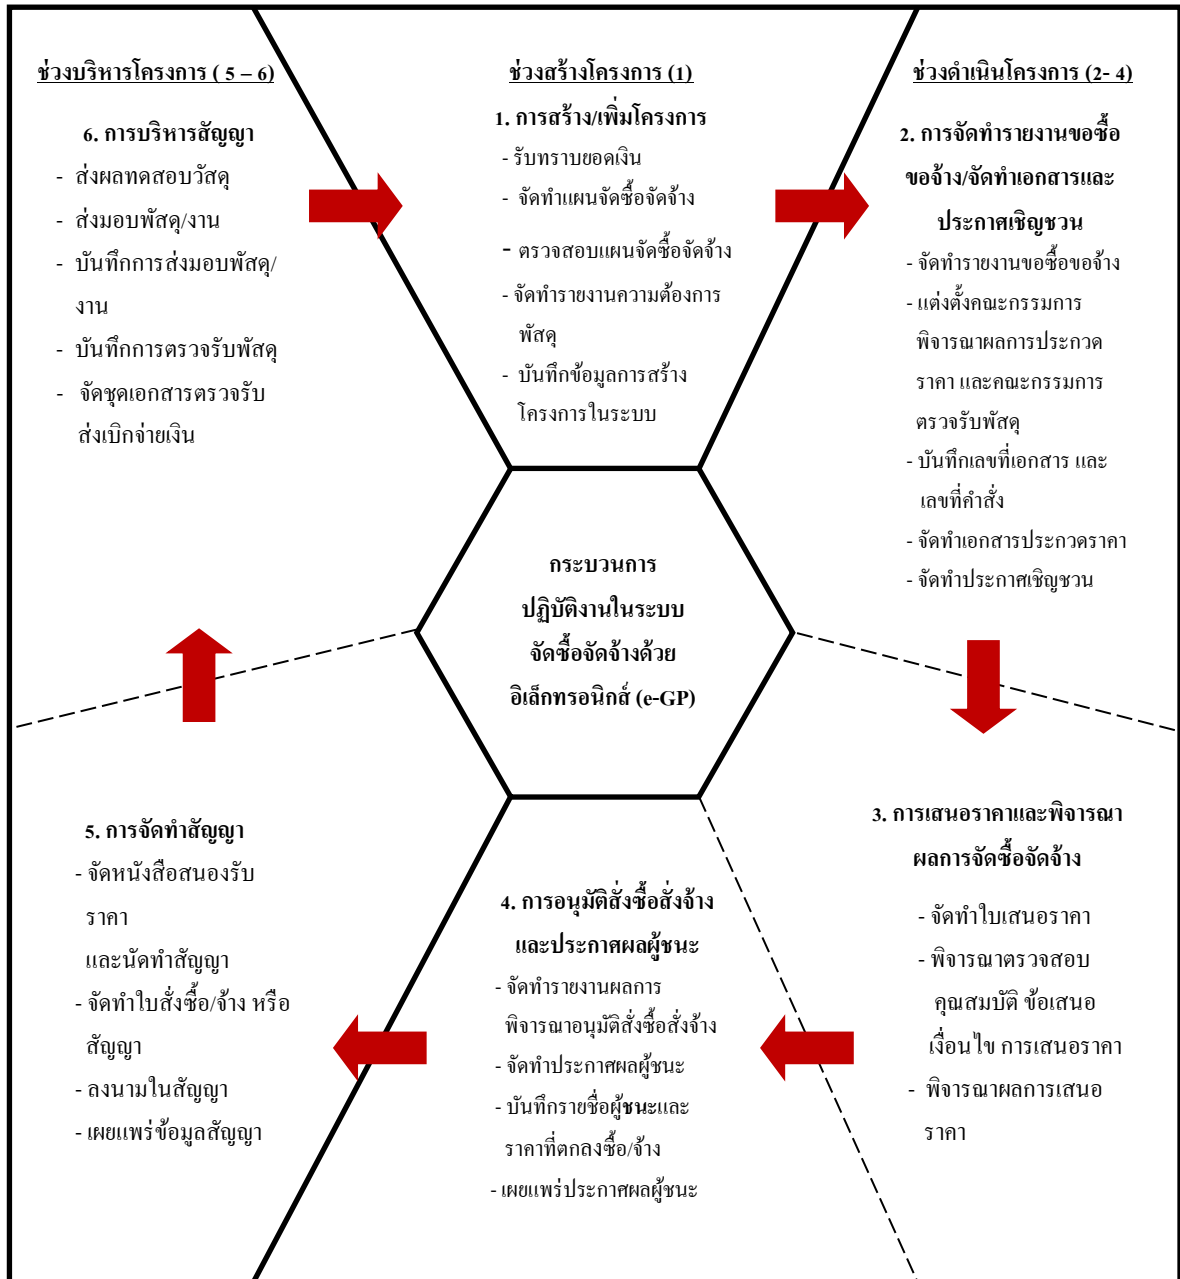 ช่วงบริหารโครงการ ( 5 – 6)
6. การบริหารสัญญา
- ส่งผลทดสอบวัสดุ
- ส่งมอบพัสดุ/งาน
- บันทึกการส่งมอบพัสดุ/
งาน
- บันทึกการตรวจรับพัสดุ
- จัดชุดเอกสารตรวจรับ
ส่งเบิกจ่ายเงิน
ช่วงสร้างโครงการ (1)
1. การสร้าง/เพิ่มโครงการ
- รับทราบยอดเงิน
- จัดทำแผนจัดซื้อจัดจ้าง
- ตรวจสอบแผนจัดซื้อจัดจ้าง
- จัดทำรายงานความต้องการ
พัสดุ
- บันทึกข้อมูลการสร้าง
โครงการในระบบ
ช่วงดำเนินโครงการ (2- 4)
2. การจัดทำรายงานขอซื้อ
ขอจ้าง/จัดทำเอกสารและ
ประกาศเชิญชวน
- จัดทำรายงานขอซื้อขอจ้าง
- แต่งตั้งคณะกรรมการ
พิจารณาผลการประกวด
ราคา และคณะกรรมการ
ตรวจรับพัสดุ
- บันทึกเลขที่เอกสาร และ
เลขที่คำสั่ง
- จัดทำเอกสารประกวดราคา
- จัดทำประกาศเชิญชวน
กระบวนการ
ปฏิบัติงานในระบบ
จัดซื้อจัดจ้างด้วย
อิเล็กทรอนิกส์ (e-GP)
3. การเสนอราคาและพิจารณา
ผลการจัดซื้อจัดจ้าง
- จัดทำใบเสนอราคา
- พิจารณาตรวจสอบ
คุณสมบัติ ข้อเสนอ
เงื่อนไข การเสนอราคา
- พิจารณาผลการเสนอ
ราคา
4. การอนุมัติสั่งซื้อสั่งจ้าง
และประกาศผลผู้ชนะ
- จัดทำรายงานผลการ
พิจารณาอนุมัติสั่งซื้อสั่งจ้าง
- จัดทำประกาศผลผู้ชนะ
- บันทึกรายชื่อผู้ชนะและ
ราคาที่ตกลงซื้อ/จ้าง
- เผยแพร่ประกาศผลผู้ชนะ
5. การจัดทำสัญญา
- จัดหนังสือสนองรับ
ราคา
และนัดทำสัญญา
- จัดทำใบสั่งซื้อ/จ้าง หรือ
สัญญา
- ลงนามในสัญญา
- เผยแพร่ข้อมูลสัญญา